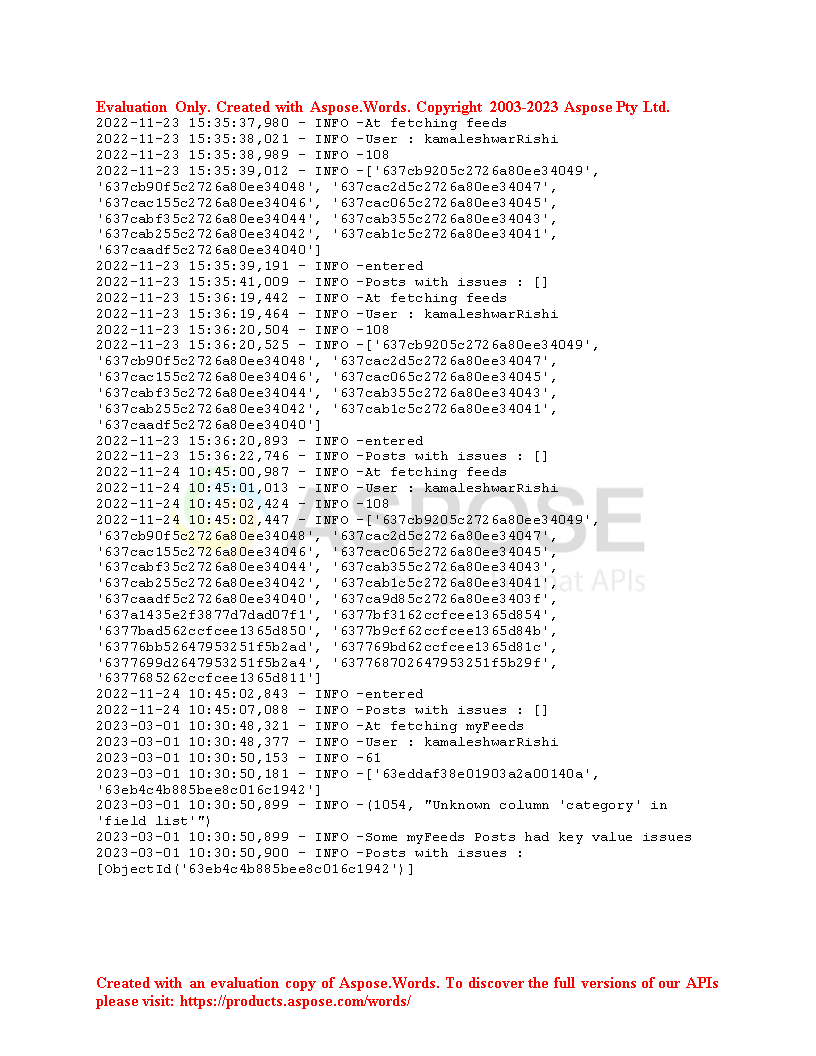 Evaluation Only. Created with Aspose.Words. Copyright 2003-2023 Aspose Pty Ltd.
2022-11-23 15:35:37,980 - INFO -At fetching feeds
2022-11-23 15:35:38,021 - INFO -User : kamaleshwarRishi
2022-11-23 15:35:38,989 - INFO -108
2022-11-23 15:35:39,012 - INFO -['637cb9205c2726a80ee34049',
'637cb90f5c2726a80ee34048', '637cac2d5c2726a80ee34047',
'637cac155c2726a80ee34046', '637cac065c2726a80ee34045',
'637cabf35c2726a80ee34044', '637cab355c2726a80ee34043',
'637cab255c2726a80ee34042', '637cab1c5c2726a80ee34041',
'637caadf5c2726a80ee34040']
2022-11-23 15:35:39,191 - INFO -entered
2022-11-23 15:35:41,009 - INFO -Posts with issues : []
2022-11-23 15:36:19,442 - INFO -At fetching feeds
2022-11-23 15:36:19,464 - INFO -User : kamaleshwarRishi
2022-11-23 15:36:20,504 - INFO -108
2022-11-23 15:36:20,525 - INFO -['637cb9205c2726a80ee34049',
'637cb90f5c2726a80ee34048', '637cac2d5c2726a80ee34047',
'637cac155c2726a80ee34046', '637cac065c2726a80ee34045',
'637cabf35c2726a80ee34044', '637cab355c2726a80ee34043',
'637cab255c2726a80ee34042', '637cab1c5c2726a80ee34041',
'637caadf5c2726a80ee34040']
2022-11-23 15:36:20,893 - INFO -entered
2022-11-23 15:36:22,746 - INFO -Posts with issues : []
2022-11-24 10:45:00,987 - INFO -At fetching feeds
2022-11-24 10:45:01,013 - INFO -User : kamaleshwarRishi
2022-11-24 10:45:02,424 - INFO -108
2022-11-24 10:45:02,447 - INFO -['637cb9205c2726a80ee34049',
'637cb90f5c2726a80ee34048', '637cac2d5c2726a80ee34047',
'637cac155c2726a80ee34046', '637cac065c2726a80ee34045',
'637cabf35c2726a80ee34044', '637cab355c2726a80ee34043',
'637cab255c2726a80ee34042', '637cab1c5c2726a80ee34041',
'637caadf5c2726a80ee34040', '637ca9d85c2726a80ee3403f',
'637a1435e2f3877d7dad07f1', '6377bf3162ccfcee1365d854',
'6377bad562ccfcee1365d850', '6377b9cf62ccfcee1365d84b',
'63776bb52647953251f5b2ad', '637769bd62ccfcee1365d81c',
'6377699d2647953251f5b2a4', '637768702647953251f5b29f',
'6377685262ccfcee1365d811']
2022-11-24 10:45:02,843 - INFO -entered
2022-11-24 10:45:07,088 - INFO -Posts with issues : []
2023-03-01 10:30:48,321 - INFO -At fetching myFeeds
2023-03-01 10:30:48,377 - INFO -User : kamaleshwarRishi
2023-03-01 10:30:50,153 - INFO -61
2023-03-01 10:30:50,181 - INFO -['63eddaf38e01903a2a00140a',
'63eb4c4b885bee8c016c1942']
2023-03-01 10:30:50,899 - INFO -(1054, "Unknown column 'category' in
'field list'")
2023-03-01 10:30:50,899 - INFO -Some myFeeds Posts had key value issues
2023-03-01 10:30:50,900 - INFO -Posts with issues :
[ObjectId('63eb4c4b885bee8c016c1942')]
ASPOSE
APIs
Created with an evaluation copy of Aspose.Words. To discover the full versions of our APIs
please visit: https://products.aspose.com/words/